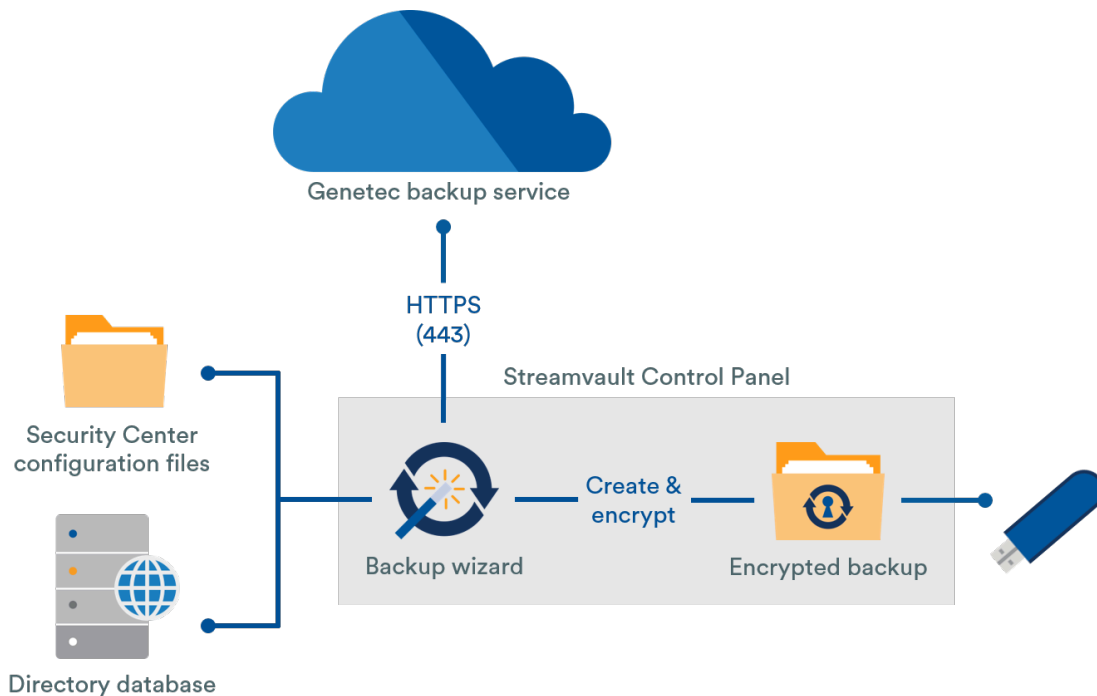 Genetec backup service
HTTPS
(443)
Streamvault Control Panel
Security Center
configuration files
Create &
encrypt
Backup wizard
Encrypted backup
Directory database